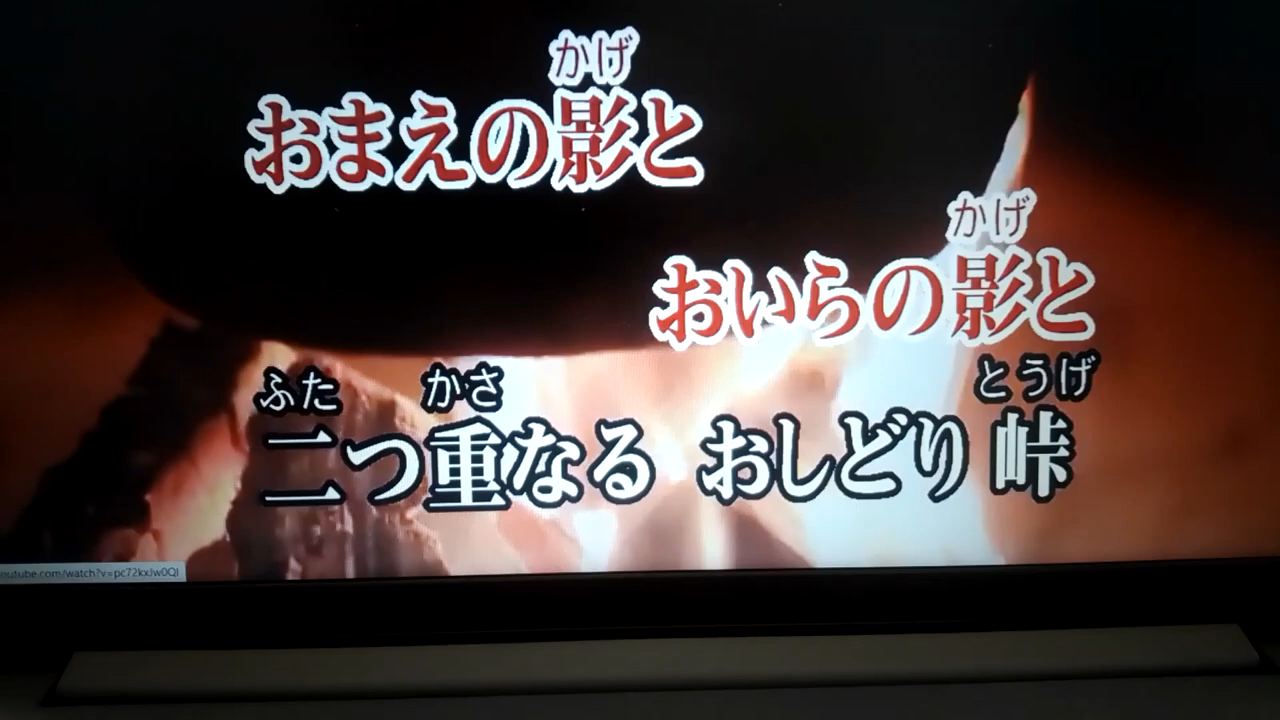 かげ
おまえの影と
かげ
おいらの影と
ふた かさ とうげ
二つ重なる おしどり 峠
outube.com/watch?v=pc72kxJw0QI